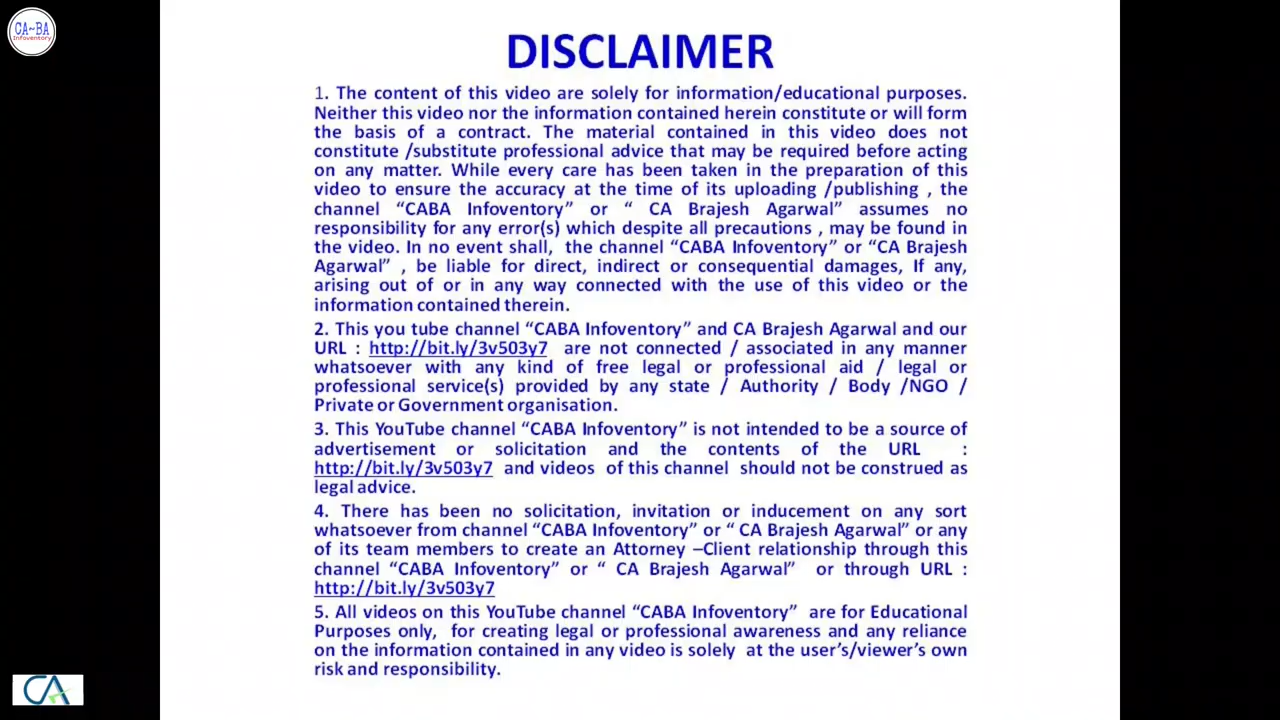 CA~BA
Infoventory
DISCLAIMER
1. The content of this video are solely for information/educational purposes.
Neither this video nor the information contained herein constitute or will form
the basis of a contract. The material contained in this video does not
constitute /substitute professional advice that may be required before acting
on any matter. While every care has been taken in the preparation of this
video to ensure the accuracy at the time of its uploading /publishing , the
channel “CABA Infoventory” or “ CA Brajesh Agarwal” assumes no
responsibility for any error(s) which despite all precautions , may be found in
the video. In no event shall, the channel “CABA Infoventory” or “CA Brajesh
Agarwal” , be liable for direct, indirect or consequential damages, If any,
arising out of or in any way connected with the use of this video or the
information contained therein.
2. This you tube channel “CABA Infoventory” and CA Brajesh Agarwal and our
URL : http://bit.ly/3v503y7 are not connected / associated in any manner
whatsoever with any kind of free legal or professional aid / legal or
professional service(s) provided by any state / Authority / Body /NGO /
Private or Government organisation.
3. This YouTube channel “CABA Infoventory” is not intended to be a source of
advertisement or solicitation and the contents of the URL :
http://bit.ly/3v503y7 and videos of this channel should not be construed as
legal advice.
4. There has been no solicitation, invitation or inducement on any sort
whatsoever from channel “CABA Infoventory” or “ CA Brajesh Agarwal” or any
of its team members to create an Attorney –Client relationship through this
channel “CABA Infoventory” or “ CA Brajesh Agarwal” or through URL :
http://bit.ly/3v503y7
5. All videos on this YouTube channel “CABA Infoventory” are for Educational
Purposes only, for creating legal or professional awareness and any reliance
on the information contained in any video is solely at the user’s/viewer’s own
risk and responsibility.
CA